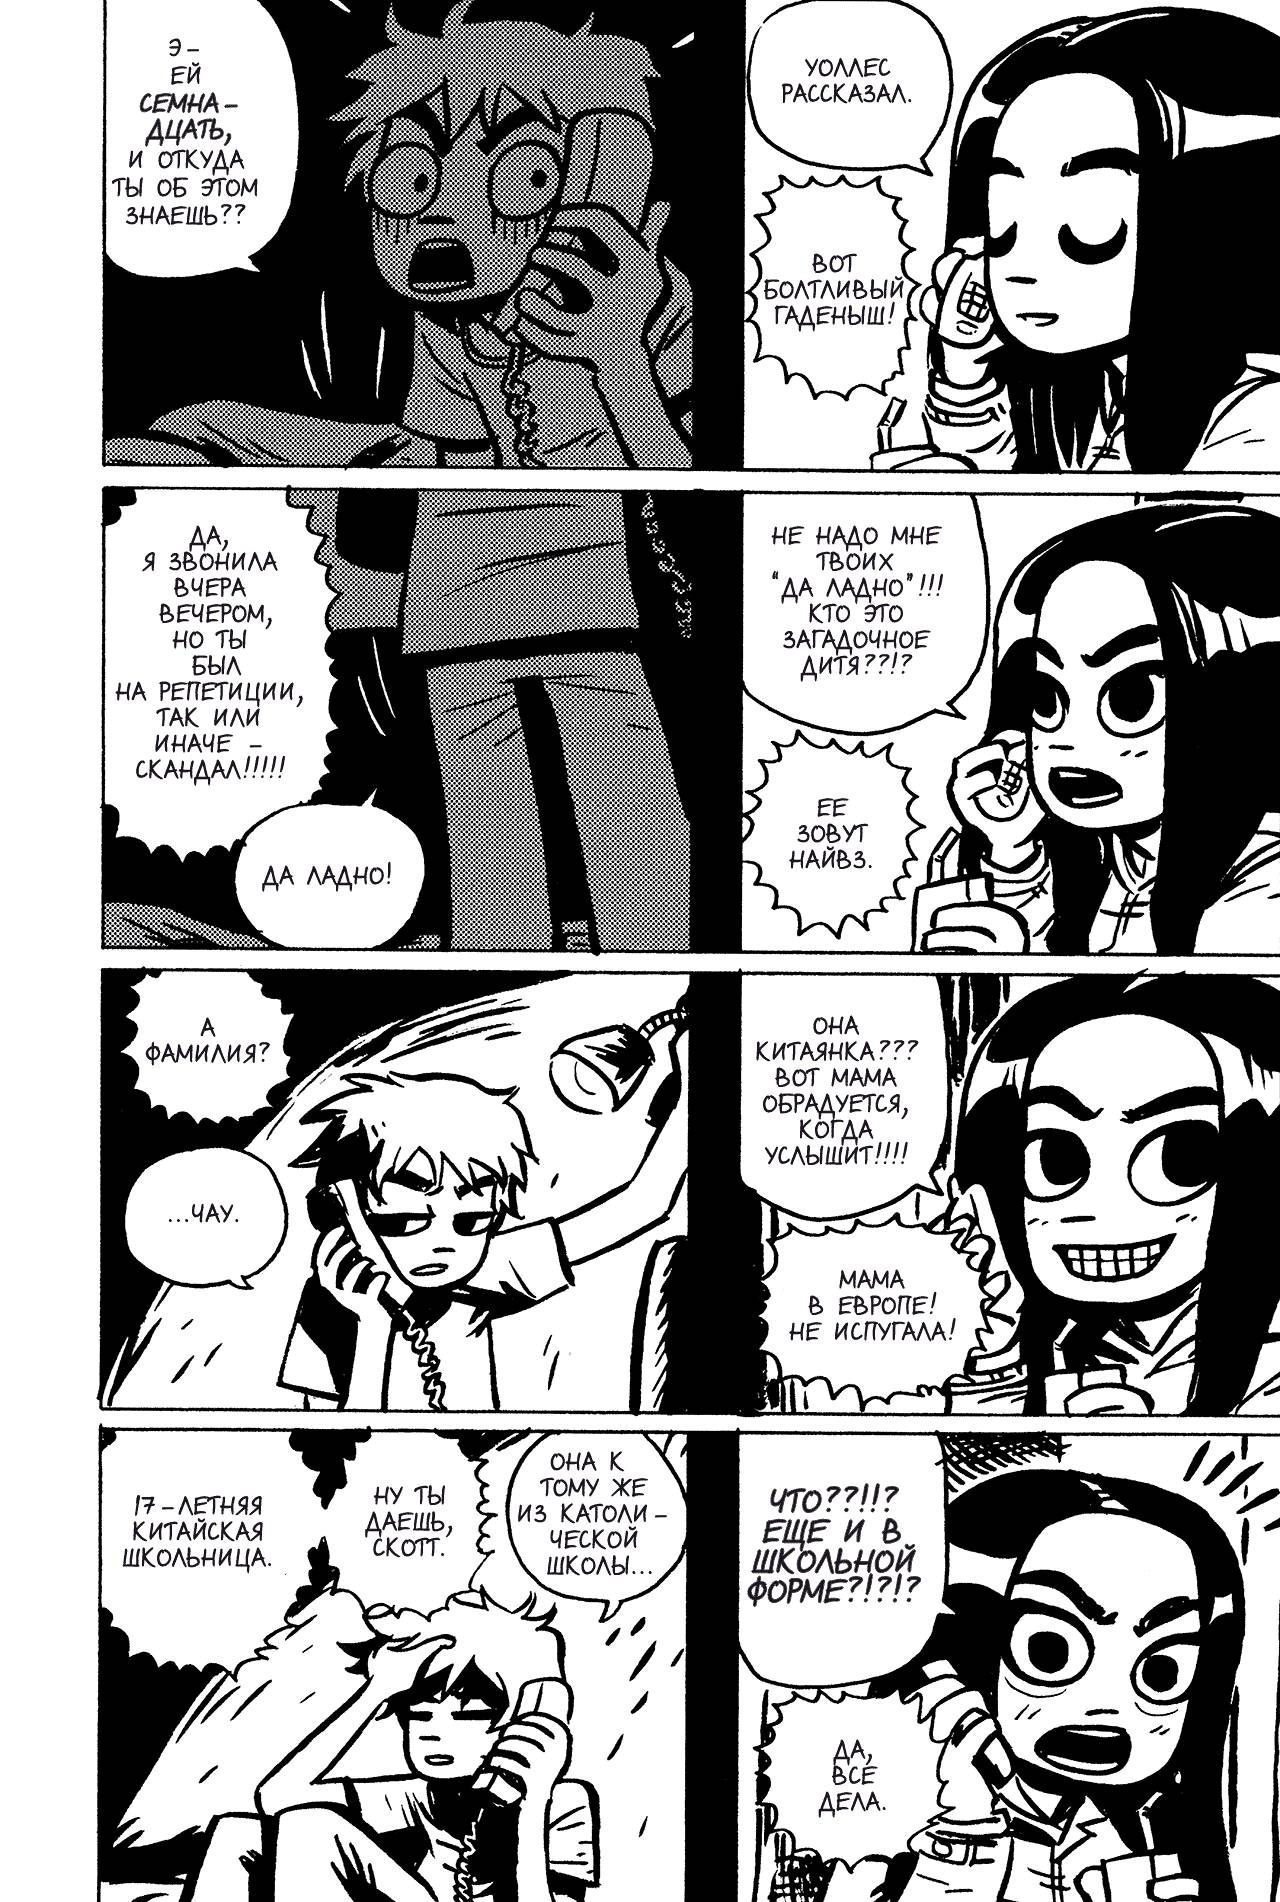 Э-
ЕЙ
СЕМНА-
ДЦАТЬ,
И ОТКУДА
ТЫ ОБ ЭТОМ
ЗНАЕШЬ??
УОЛЛЕС
РАССКАЗАЛ.
ВОТ
БОЛТЛИВЫЙ
ГАДЕНЫШ!
ДА,
Я ЗВОНИЛА
ВЧЕРА
ВЕЧЕРОМ,
НО ТЫ
БЫЛ
НА РЕПЕТИЦИИ,
ТАК ИЛИ
ИНАЧЕ -
СКАНДАЛ!!!!!
ДА ЛАДНО!
НЕ НАДО МНЕ
ТВОИХ
"ДА ЛАДНО"!!!
КТО ЭТО
ЗАГАДОЧНОЕ
ДИТЯ??!?
ЕЕ
ЗОВУТ
НАЙВЗ.
А
ФАМИЛИЯ?
...ЧАУ.
ОНА
КИТАЯНКА???
ВОТ МАМА
ОБРАДУЕТСЯ,
КОГДА
УСЛЫШИТ!!!!
МАМА
В ЕВРОПЕ!
НЕ ИСПУГАЛА!
17-ЛЕТНЯЯ
КИТАЙСКАЯ
ШКОЛЬНИЦА.
НУ ТЫ
ДАЕШЬ,
СКОТТ.
ОНА К
ТОМУ ЖЕ
ИЗ КАТОЛИ-
ЧЕСКОЙ
ШКОЛЫ...
ЧТО??!!?
ЕЩЕ И В
ШКОЛЬНОЙ
ФОРМЕ?!?!?
ДА,
ВСЕ
ДЕЛА.